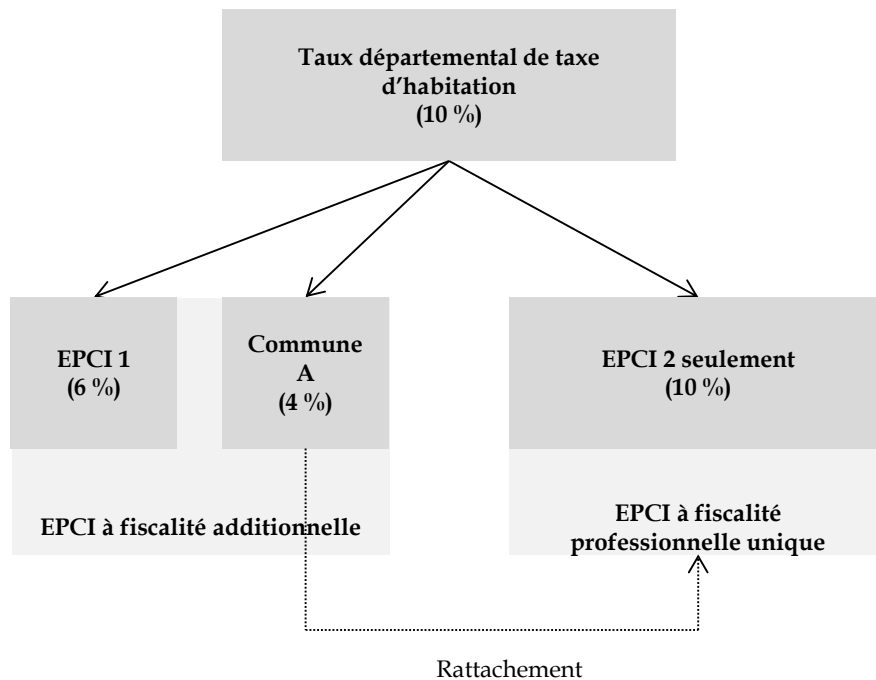 Taux départemental de taxe
d’habitation
(10 %)
EPCI 1
(6 %)
Commune
A
(4 %)
EPCI 2 seulement
(10 %)
EPCI à fiscalité additionnelle
EPCI à fiscalité
professionnelle unique
Rattachement